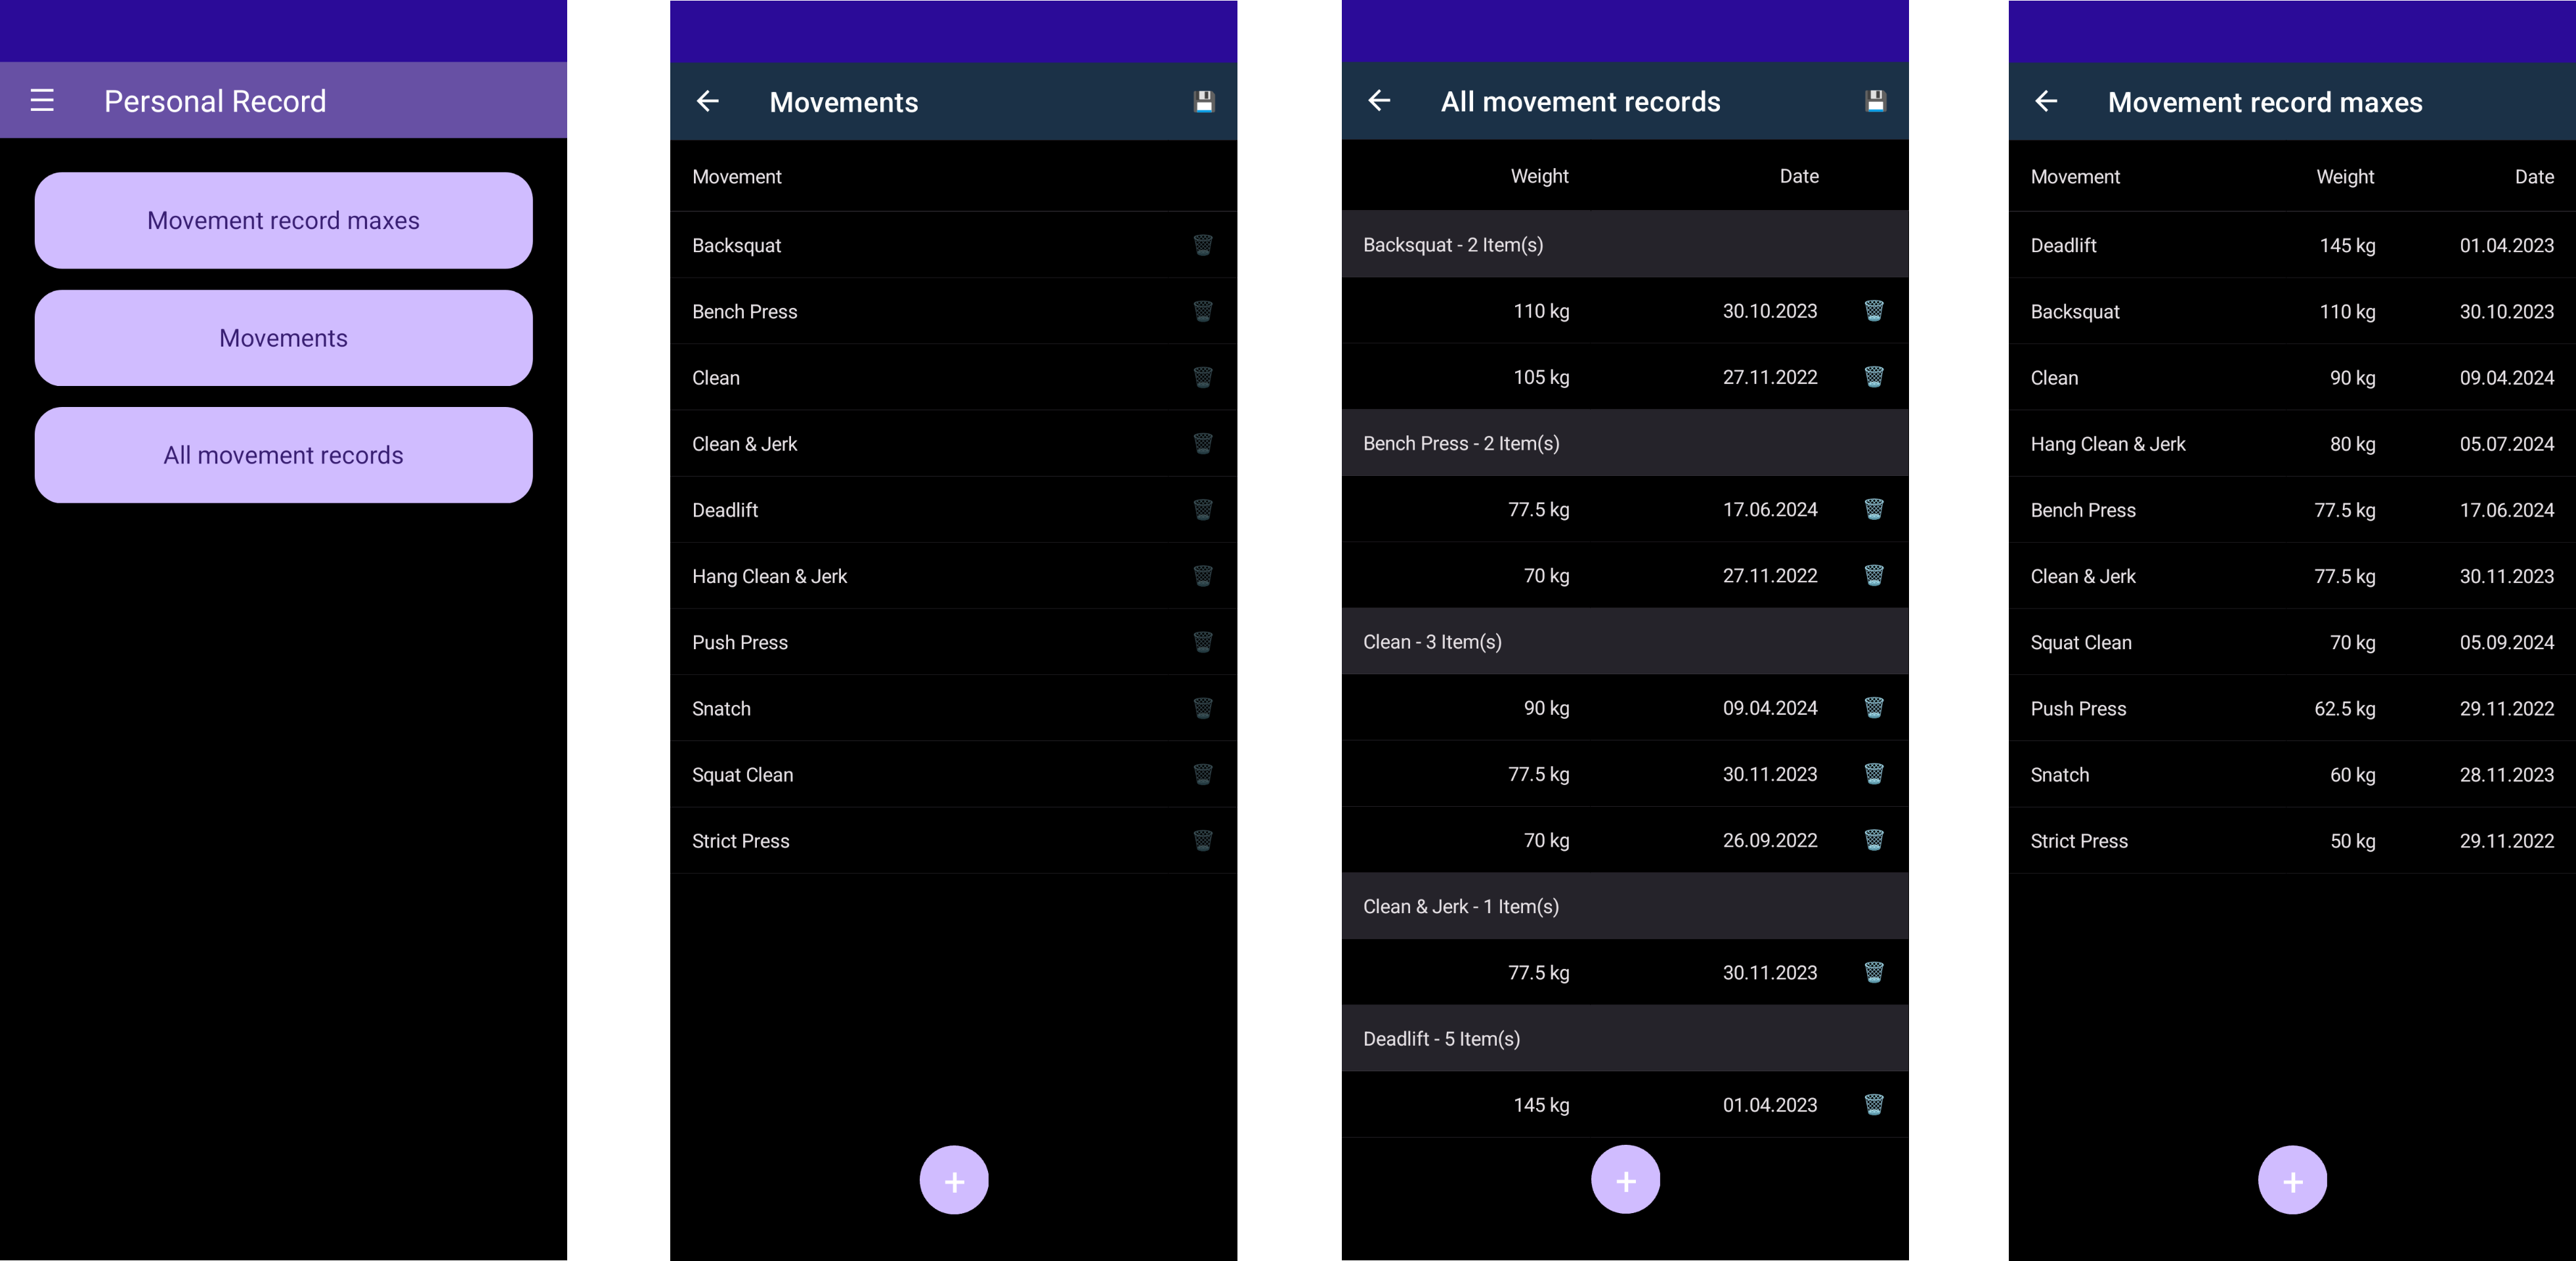 Personal Record
Movement record maxes
Movements
All movement records
Movements
Movement
Backsquat
Bench Press
Clean
Clean & Jerk
Deadlift
Hang Clean & Jerk
Push Press
Snatch
Squat Clean
Strict Press
+
All movement records
Weight Date
Backsquat - 2 Item(s)
110 kg 30.10.2023
105 kg 27.11.2022
Bench Press - 2 Item(s)
77.5 kg 17.06.2024
70 kg 27.11.2022
Clean - 3 Item(s)
90 kg 09.04.2024
77.5 kg 30.11.2023
70 kg 26.09.2022
Clean & Jerk - 1 Item(s)
77.5 kg 30.11.2023
Deadlift - 5 Item(s)
145 kg 01.04.2023
+
Movement record maxes
Movement Weight Date
Deadlift 145 kg 01.04.2023
Backsquat 110 kg 30.10.2023
Clean 90 kg 09.04.2024
Hang Clean & Jerk 80 kg 05.07.2024
Bench Press 77.5 kg 17.06.2024
Clean & Jerk 77.5 kg 30.11.2023
Squat Clean 70 kg 05.09.2024
Push Press 62.5 kg 29.11.2022
Snatch 60 kg 28.11.2023
Strict Press 50 kg 29.11.2022
+